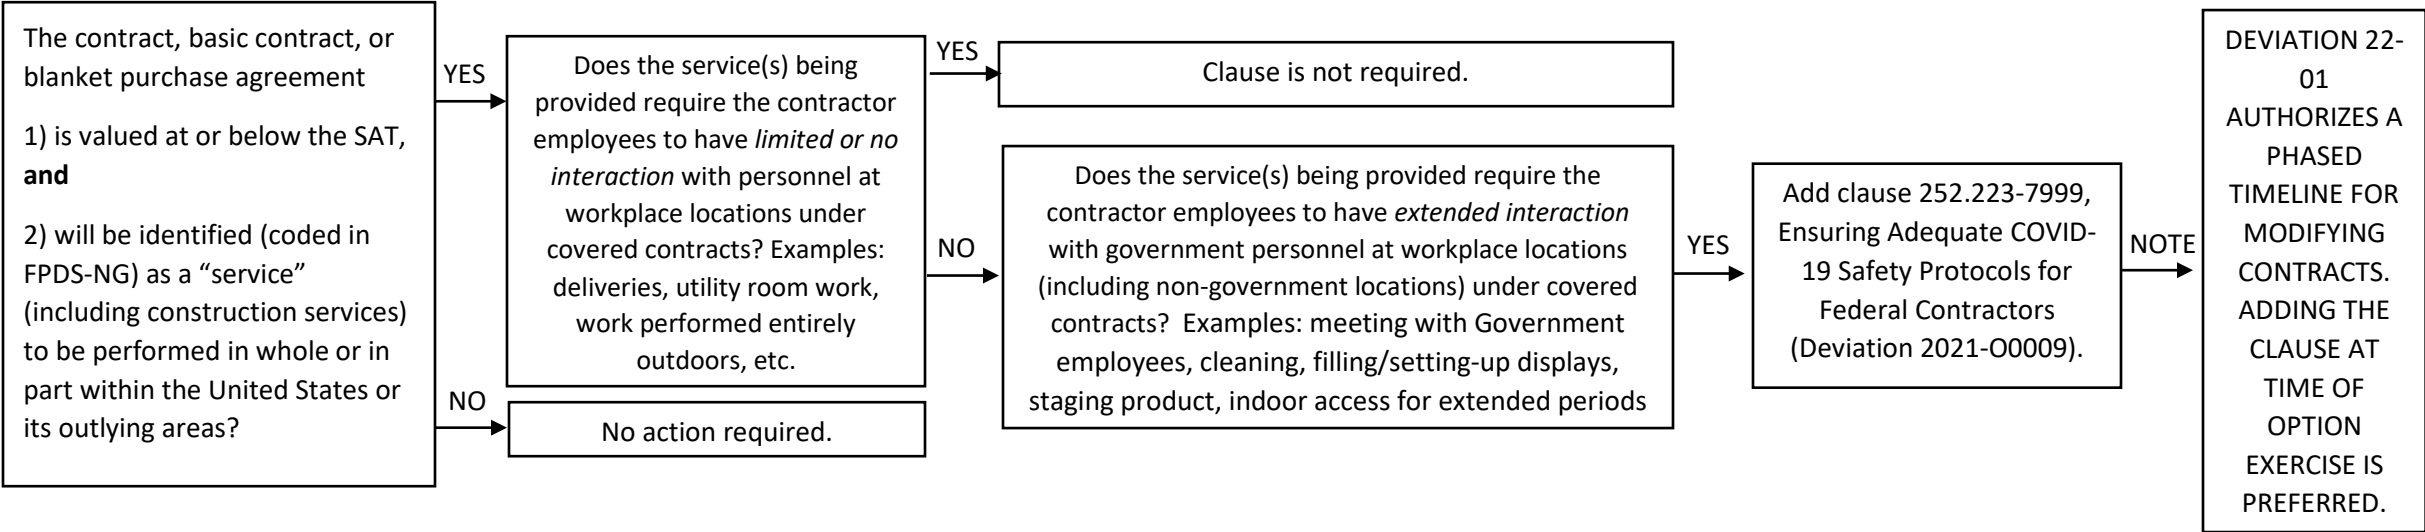 The contract, basic contract, or
blanket purchase agreement
1) is valued at or below the SAT,
and
2) will be identified (coded in
FPDS-NG) as a “service”
(including construction services)
to be performed in whole or in
part within the United States or
its outlying areas?
YES
NO
Does the service(s) being
provided require the contractor
employees to have limited or no
interaction with personnel at
workplace locations under
covered contracts? Examples:
deliveries, utility room work,
work performed entirely
outdoors, etc.
No action required.
YES
NO
Clause is not required.
Does the service(s) being provided require the
contractor employees to have extended interaction
with government personnel at workplace locations
(including non-government locations) under covered
contracts?  Examples: meeting with Government
employees, cleaning, filling/setting-up displays,
staging product, indoor access for extended periods
YES
Add clause 252.223-7999,
Ensuring Adequate COVID-
19 Safety Protocols for
Federal Contractors
(Deviation 2021-O0009).
NOTE
DEVIATION 22-
01
AUTHORIZES A
PHASED
TIMELINE FOR
MODIFYING
CONTRACTS.
ADDING THE
CLAUSE AT
TIME OF
OPTION
EXERCISE IS
PREFERRED.